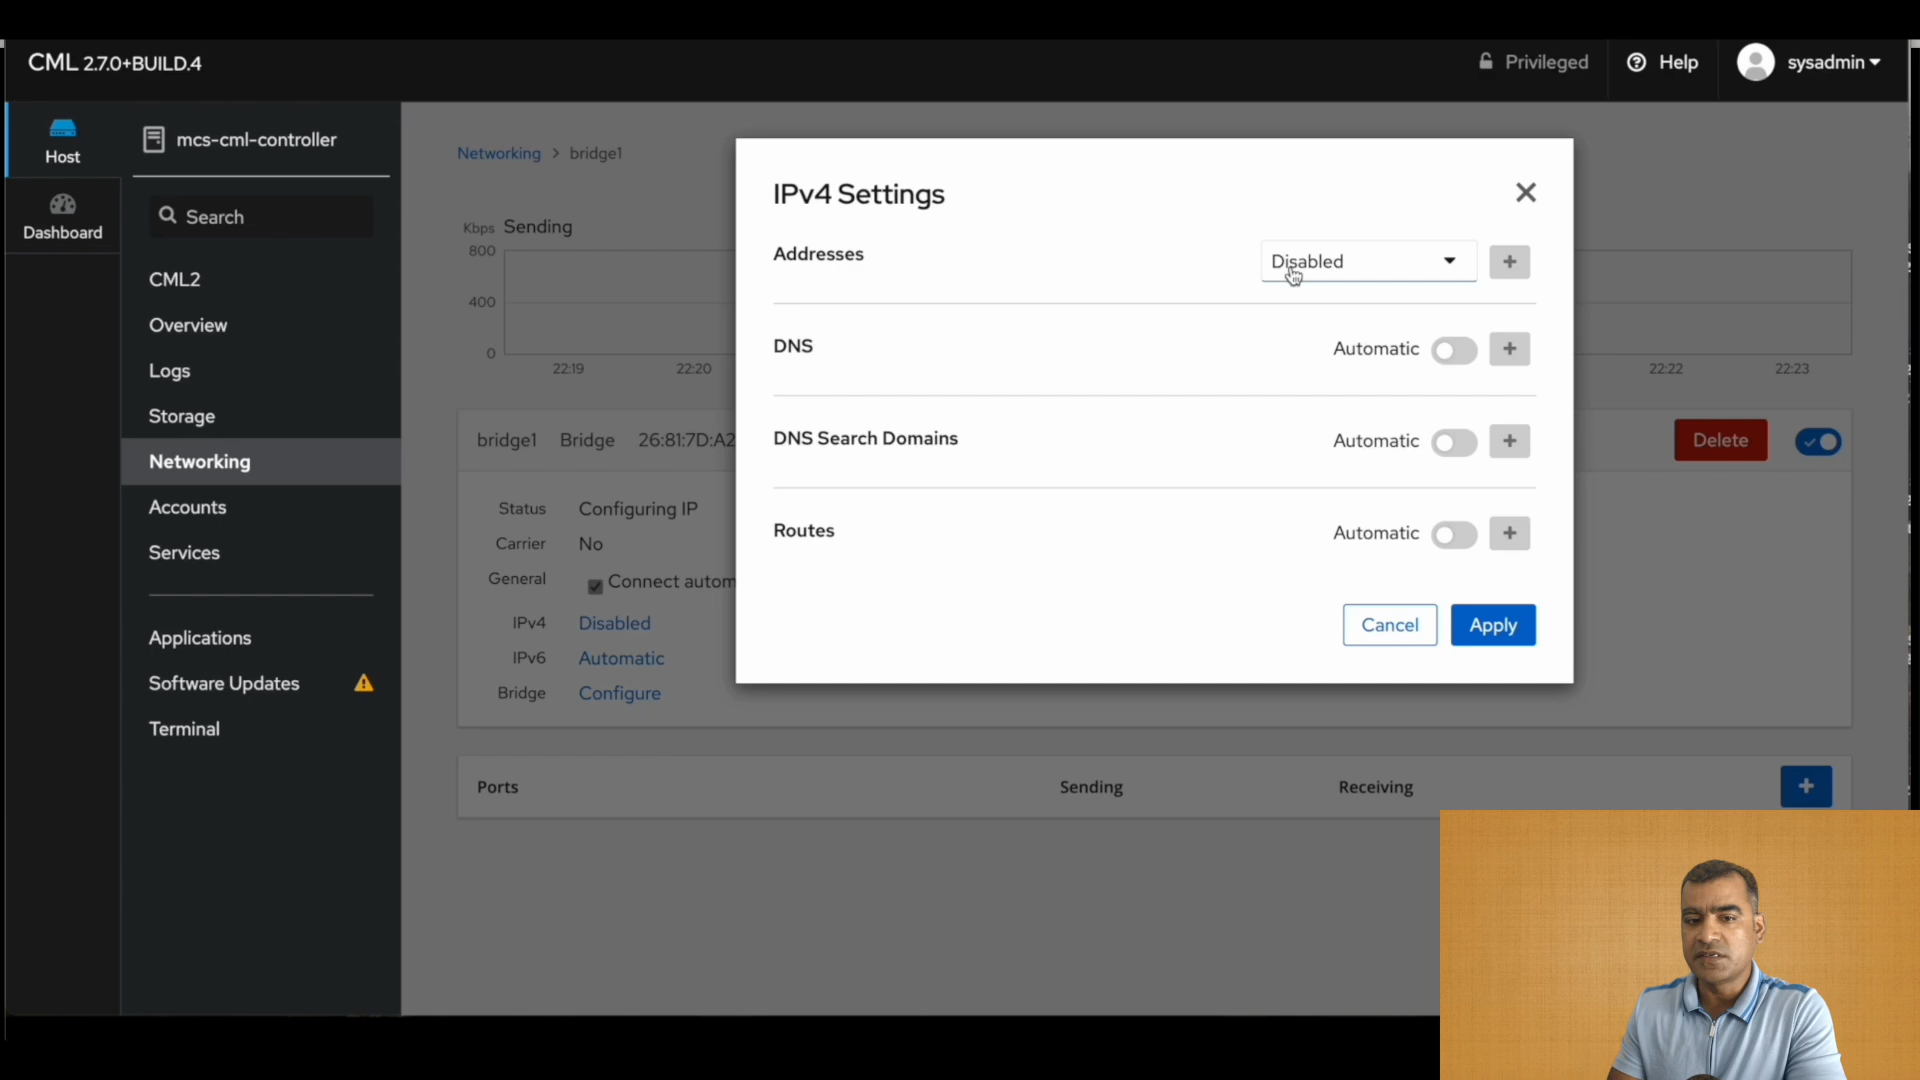 CML 2.7.0+BUILD.4
Privileged
Help
sysadmin
Host
Dashboard
mcs-cml-controller
Search
CML2
Overview
Logs
Storage
Networking
Accounts
Services
Applications
Software Updates
Terminal
Networking > bridge1
Kbps Sending
800
400
0
22:19 22:20 22:22 22:23
bridge1 Bridge 26:81:7D:A2
Delete
Status Configuring IP
Carrier No
General Connect autom
IPv4 Disabled
IPv6 Automatic
Bridge Configure
Ports Sending Receiving
IPv4 Settings
Addresses Disabled
DNS Automatic
DNS Search Domains Automatic
Routes Automatic
Cancel Apply